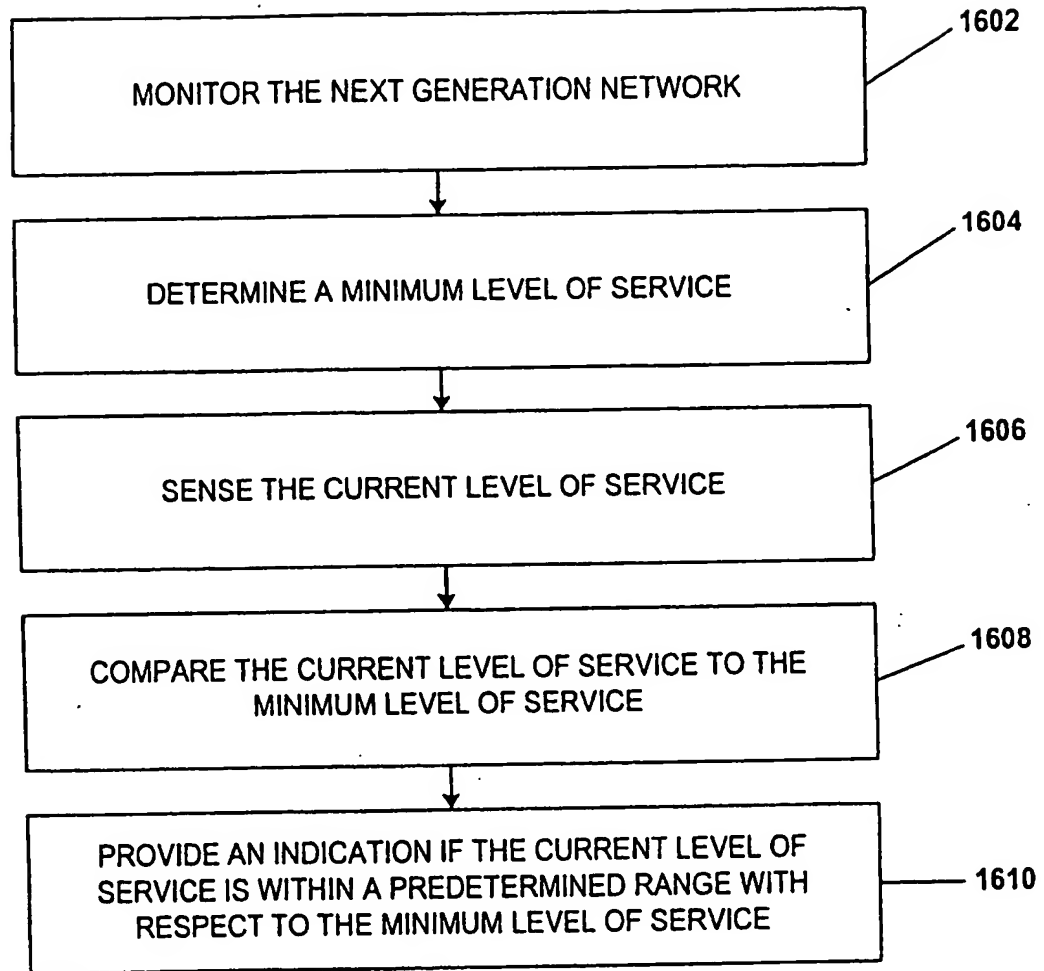 1602
MONITOR THE NEXT GENERATION NETWORK
1604
DETERMINE A MINIMUM LEVEL OF SERVICE
1606
SENSE THE CURRENT LEVEL OF SERVICE
1608
COMPARE THE CURRENT LEVEL OF SERVICE TO THE
MINIMUM LEVEL OF SERVICE
PROVIDE AN INDICATION IF THE CURRENT LEVEL OF
SERVICE IS WITHIN A PREDETERMINED RANGE WITH
RESPECT TO THE MINIMUM LEVEL OF SERVICE
1610